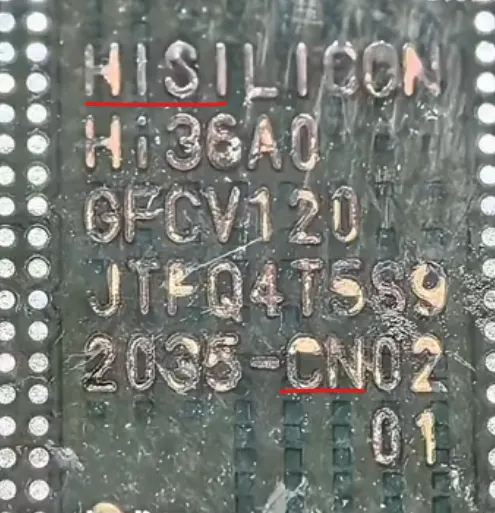 HISILICON
Hi36A0
GFCV120
JTFQ4T5S9
2035-CN02
01